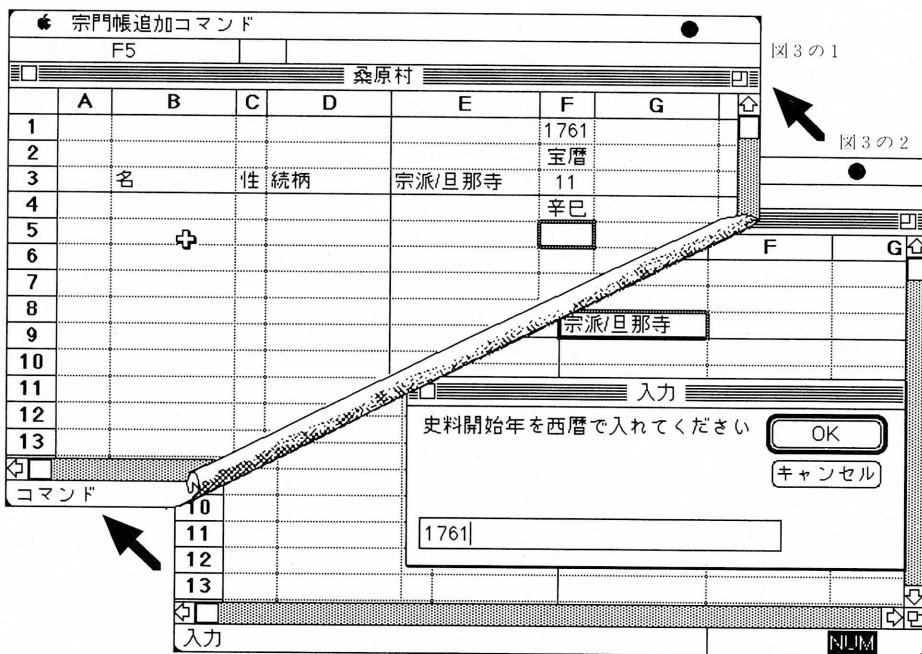 宗門帳追加コマンド
F5
図3の1
桑原村
A B C D E F G
1 1761
2 宝暦
図3の2
3 名 性 続柄 宗派/旦那寺 11
4 辛巳
5
6
F G
7
8
9
宗派/旦那寺
10
11
入力
12
史料開始年を西暦で入れてください
OK
13
キャンセル
コマンド
10
11
1761
12
13
入力
NUM